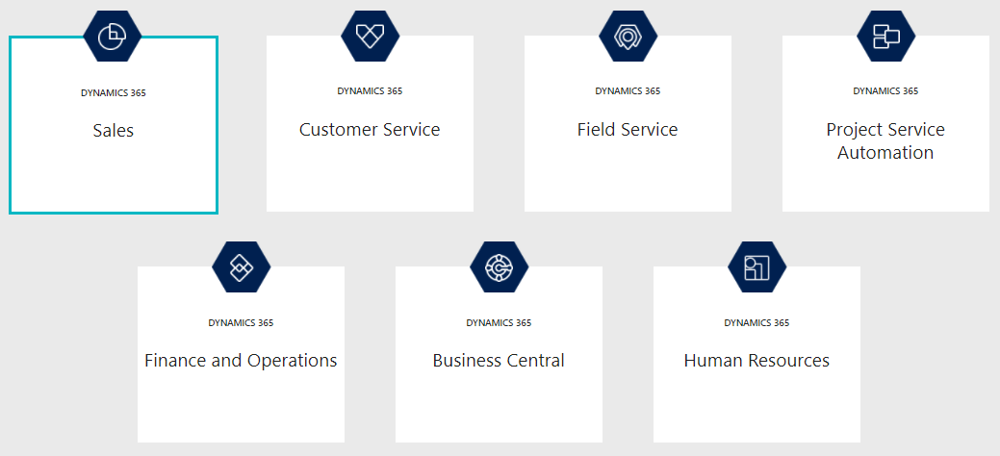 DYNAMICS 365
Sales
DYNAMICS 365
Customer Service
DYNAMICS 365
Field Service
DYNAMICS 365
Project Service
Automation
DYNAMICS 365
Finance and Operations
DYNAMICS 365
Business Central
DYNAMICS 365
Human Resources